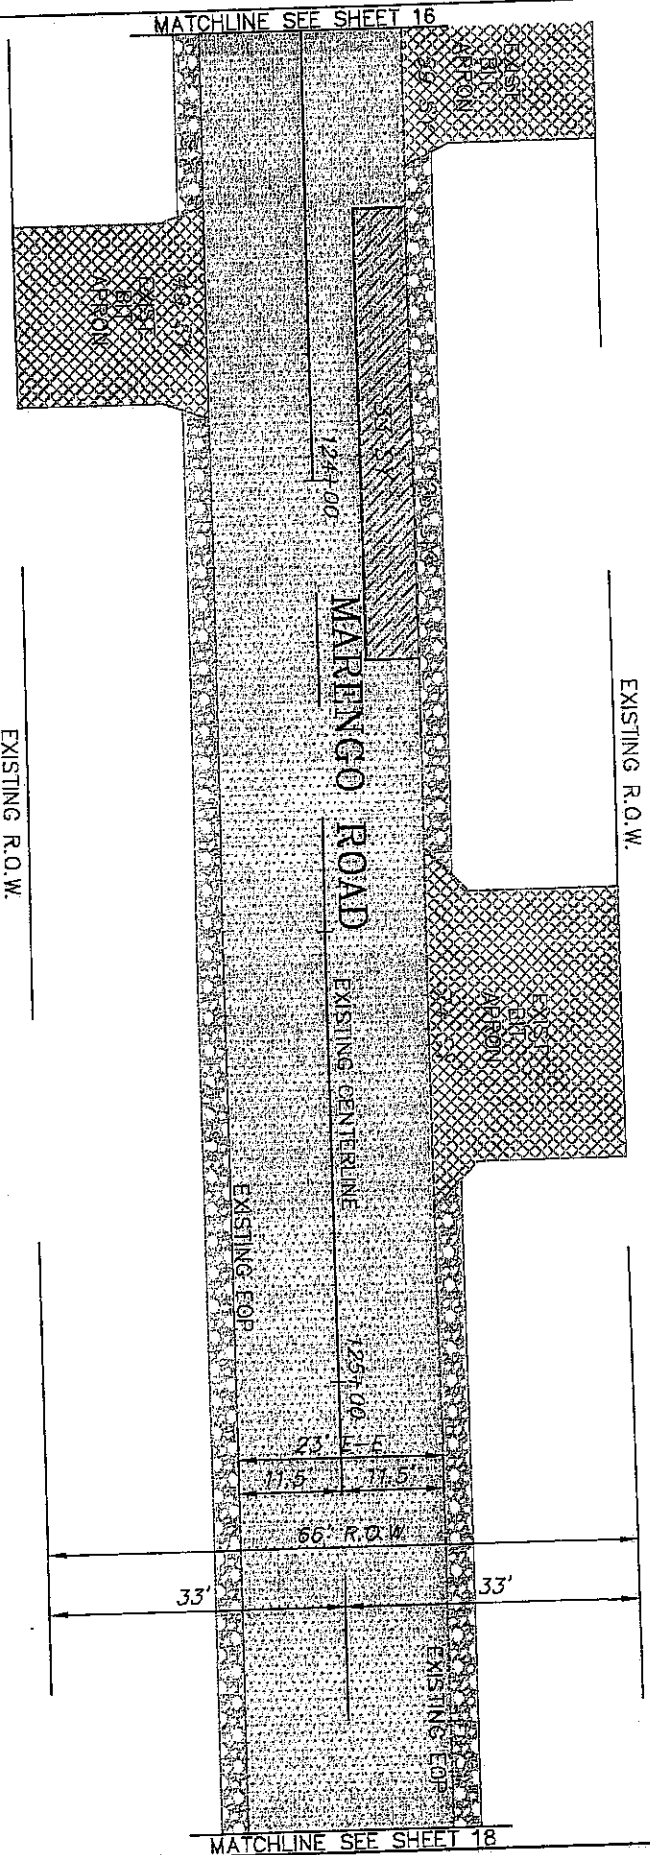 MATCHLINE SEE SHEET 16
EXIST
BIT
APRON
EXIST
BIT
APRON
33 SY
124+00
MARENGO ROAD
EXISTING R.O.W.
EXISTING R.O.W.
EXIST
BIT
APRON
EXISTING CENTERLINE
EXISTING EOP
125+00
23' E-E
11.5'
11.5'
66' R.O.W.
33'
33'
EXISTING EOP
MATCHLINE SEE SHEET 18